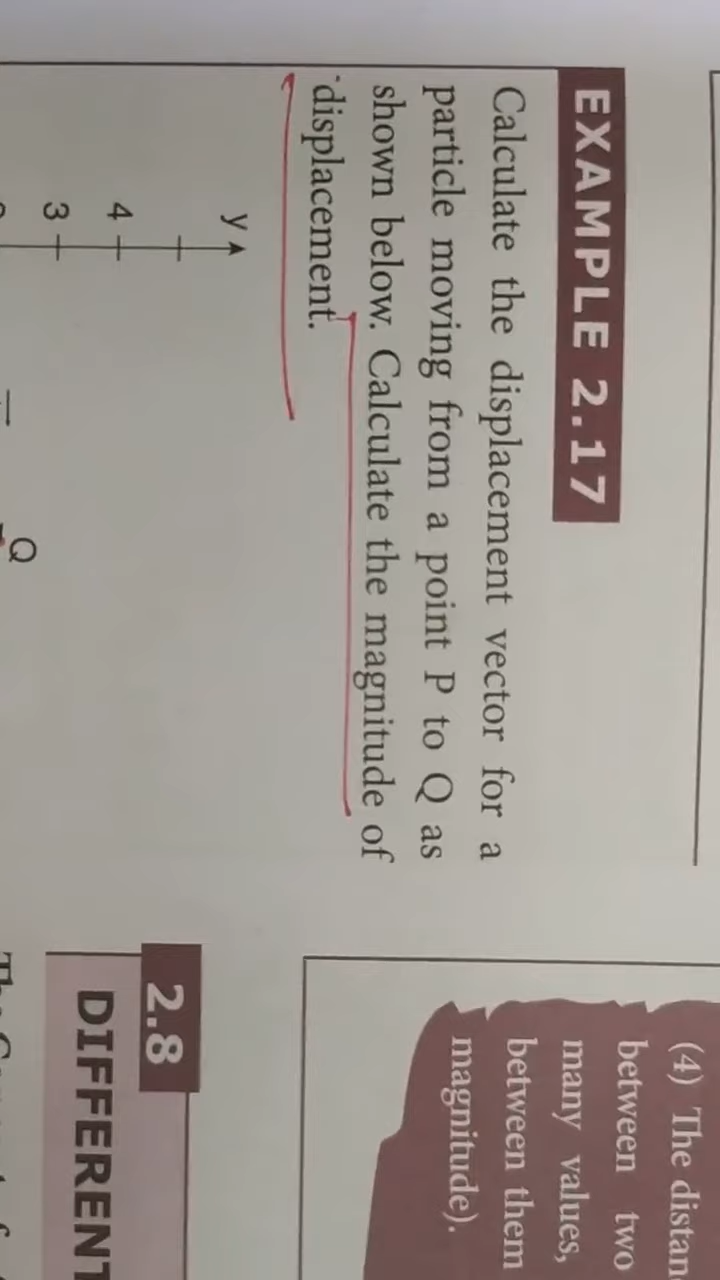 EXAMPLE 2.17
Calculate the displacement vector for a
particle moving from a point P to Q as
shown below. Calculate the magnitude of
displacement.
y
4
3
Q
(4) The distan
between two
many values,
between them
magnitude).
2.8
DIFFERENT